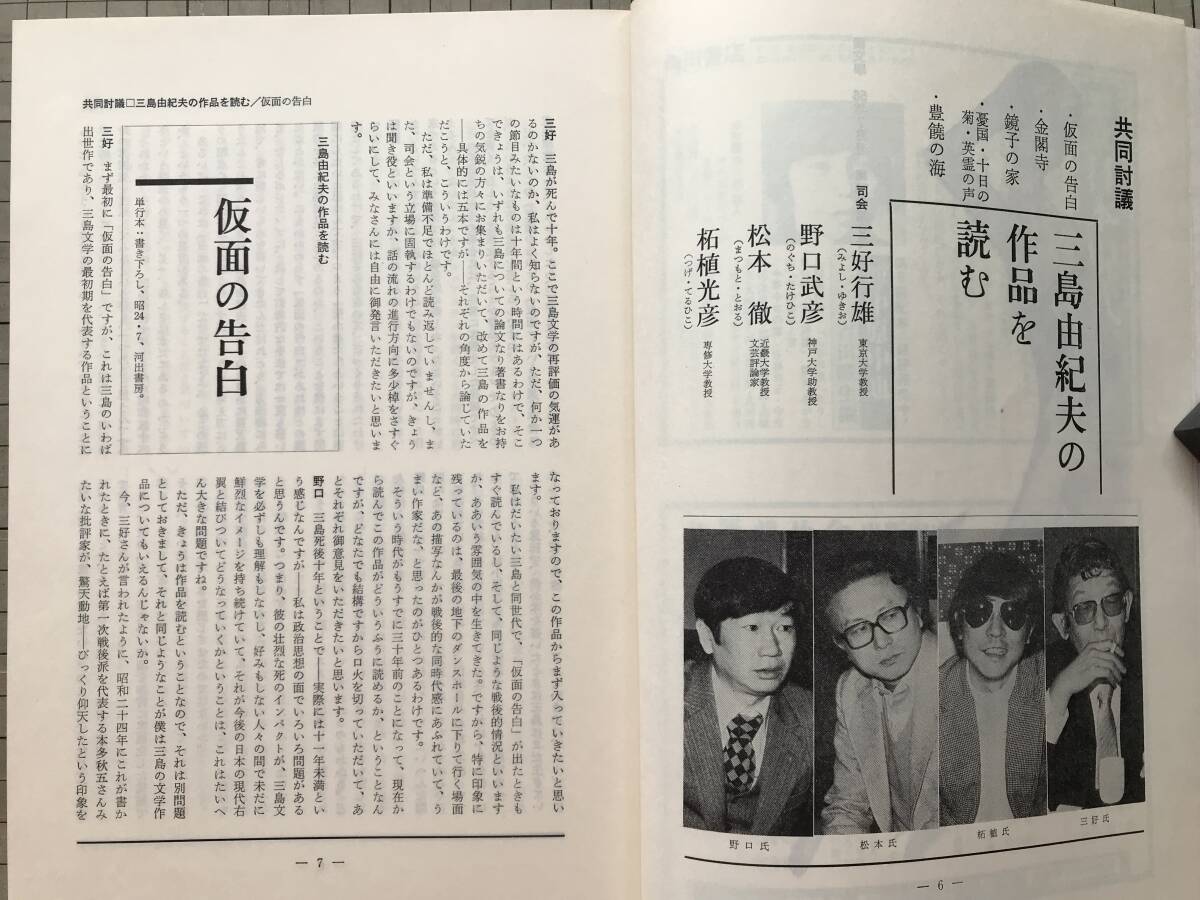 共同討議
三島由紀夫の
作品を
読む
・仮面の告白
・金閣寺
・鏡子の家
・憂国・十日の
菊・英霊の声
・豊饒の海
司会
三好行雄
(みよし・ゆきお)
東京大学教授
野口武彦
(のぐち・たけひこ)
神戸大学助教授
松本 徹
(まつもと・とおる)
近畿大学教授
文芸評論家
柘植光彦
(つげ・てるひこ)
専修大学教授
野口氏
松本氏
柘植氏
三好氏
— 6 —
共同討議□三島由紀夫の作品を読む/仮面の告白
三好 三島が死んで十年。ここで三島文学の再評価の気運があ
るのかないのか、私はよく知らないのですが、ただ、何か一つ
の節目みたいなものは十年間という時間にはあるわけで、そこ
できょうは、いずれも三島についての論文なり著書なりをお持
ちの気鋭の方々にお集まりいただいて、改めて三島の作品を
——具体的には五本ですが——それぞれの角度から論じていた
だこうと、こういうわけです。
ただ、私は準備不足でほとんど読み返していませんし、ま
た、司会という立場に固執するわけでもないのですが、きょう
は聞き役といいますか、話の流れの進行方向に多少棹をさすぐ
らいにして、みなさんには自由に御発言いただきたいと思いま
す。
三島由紀夫の作品を読む
仮面の告白
単行本:書き下ろし、昭24・7、河出書房。
三好 まず最初に「仮面の告白」ですが、これは三島のいわば
出世作であり、三島文学の最初期を代表する作品ということに
なっておりますので、この作品からまず入っていきたいと思い
ます。
私はだいたい三島と同世代で、「仮面の告白」が出たときも
すぐ読んでいるし、そして、同じような戦後的情況といいます
か、ああいう雰囲気の中を生きてきた。ですから、特に印象に
残っているのは、最後の地下のダンスホールに下りて行く場面
など、あの描写なんかが戦後的な同時代感にあふれていて、う
まい作家だな、と思ったのがひとつあるわけです。
そういう時代がもうすでに三十年前のことになって、現在か
ら読んでこの作品がどういうふうに読めるか、ということなん
ですが、どなたでも結構ですから口火を切っていただいて、あ
とそれぞれ御意見をいただきたいと思います。
野口 三島死後十年ということで——実際には十一年未満とい
う感じなんですが——私は政治思想の面でいろいろ問題がある
と思うんです。つまり、彼の壮烈な死のインパクトが、三島文
学を必ずしも理解もしないし、好みもしない人々の間で未だに
鮮烈なイメージを持ち続けていて、それが今後の日本の現代右
翼と結びついてどうなっていくかということは、これはたいへ
ん大きな問題ですね。
ただ、きょうは作品を読むということなので、それは別問題
としておきまして、それと同じようなことが僕は三島の文学作
品についてもいえるんじゃないか。
今、三好さんが言われたように、昭和二十四年にこれが書か
れたときに、たとえば第一次戦後派を代表する本多秋五さんみ
たいな批評家が、驚天動地——びっくり仰天したという印象を
— 7 —